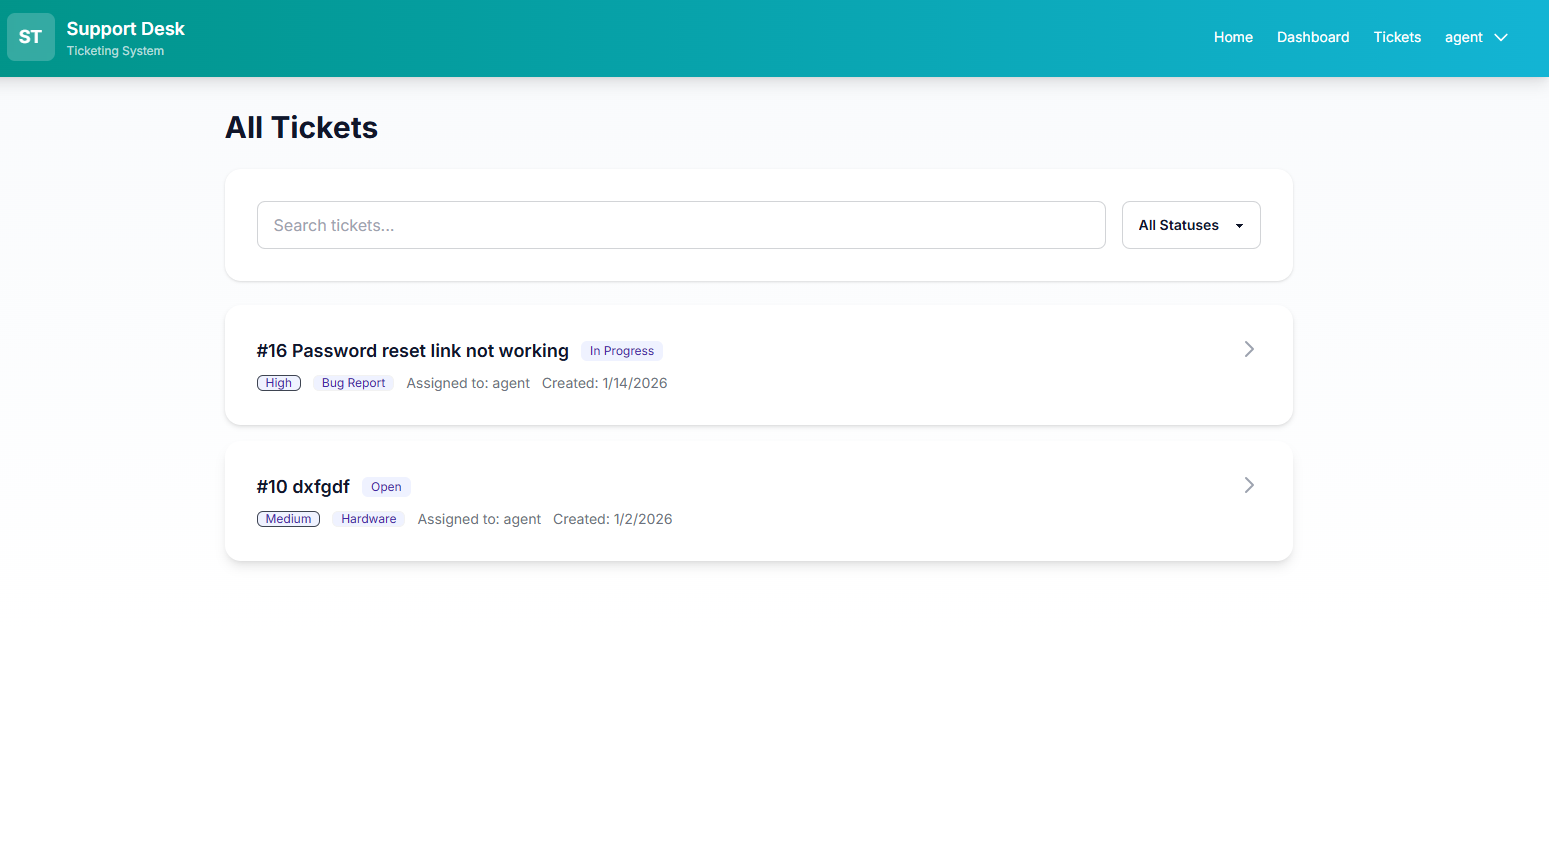 ST
Support Desk
Ticketing System
Home
Dashboard
Tickets
agent
All Tickets
Search tickets...
All Statuses
#16 Password reset link not working
In Progress
High
Bug Report
Assigned to: agent
Created: 1/14/2026
#10 dxfgdf
Open
Medium
Hardware
Assigned to: agent
Created: 1/2/2026